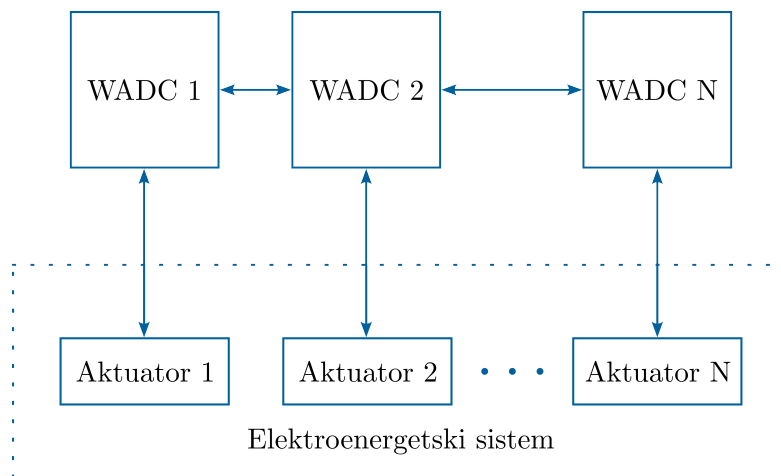 WADC 1
WADC 2
WADC N
Aktuator 1
Aktuator 2
Aktuator N
Elektroenergetski sistem